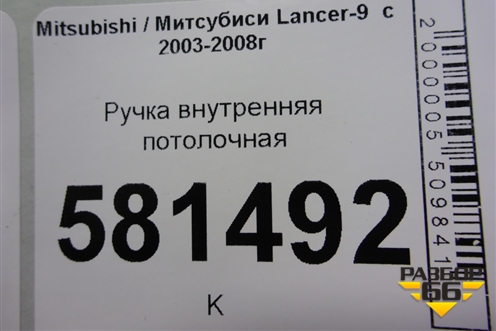 Mitsubishi / Митсубиси Lancer-9 с
2003-2008г
Ручка внутренняя
потолочная
581492
К
2000005509841
РАЗБОР
66